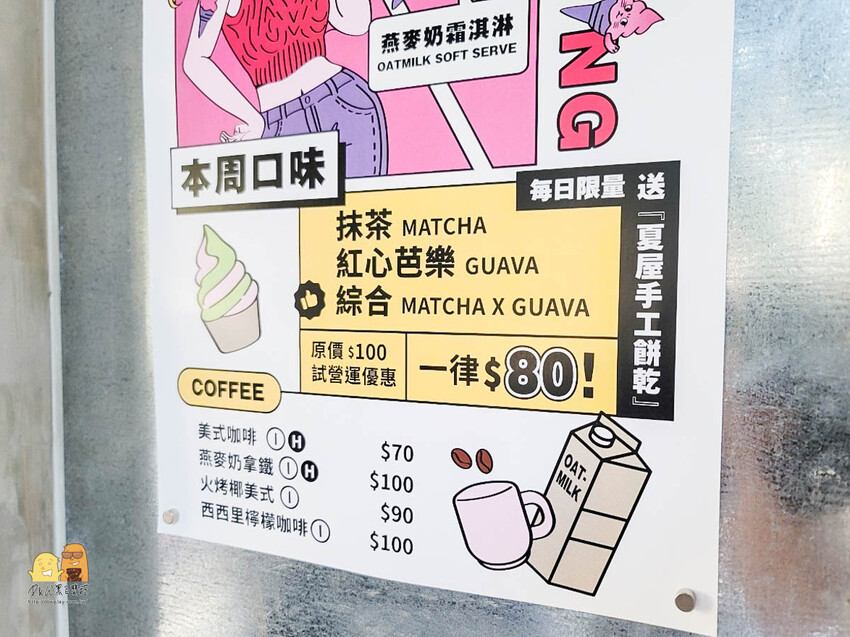 燕麥奶霜淇淋
OATMILK SOFT SERVE
NG
本周口味
每日限量 送
『夏屋手工餅乾』
抹茶 MATCHA
紅心芭樂 GUAVA
綜合 MATCHA X GUAVA
原價 $100
試營運優惠
一律 $80!
COFFEE
美式咖啡 I H $70
燕麥奶拿鐵 I H $100
火烤椰美式 I $90
西西里檸檬咖啡 I $100
OAT-
MILK